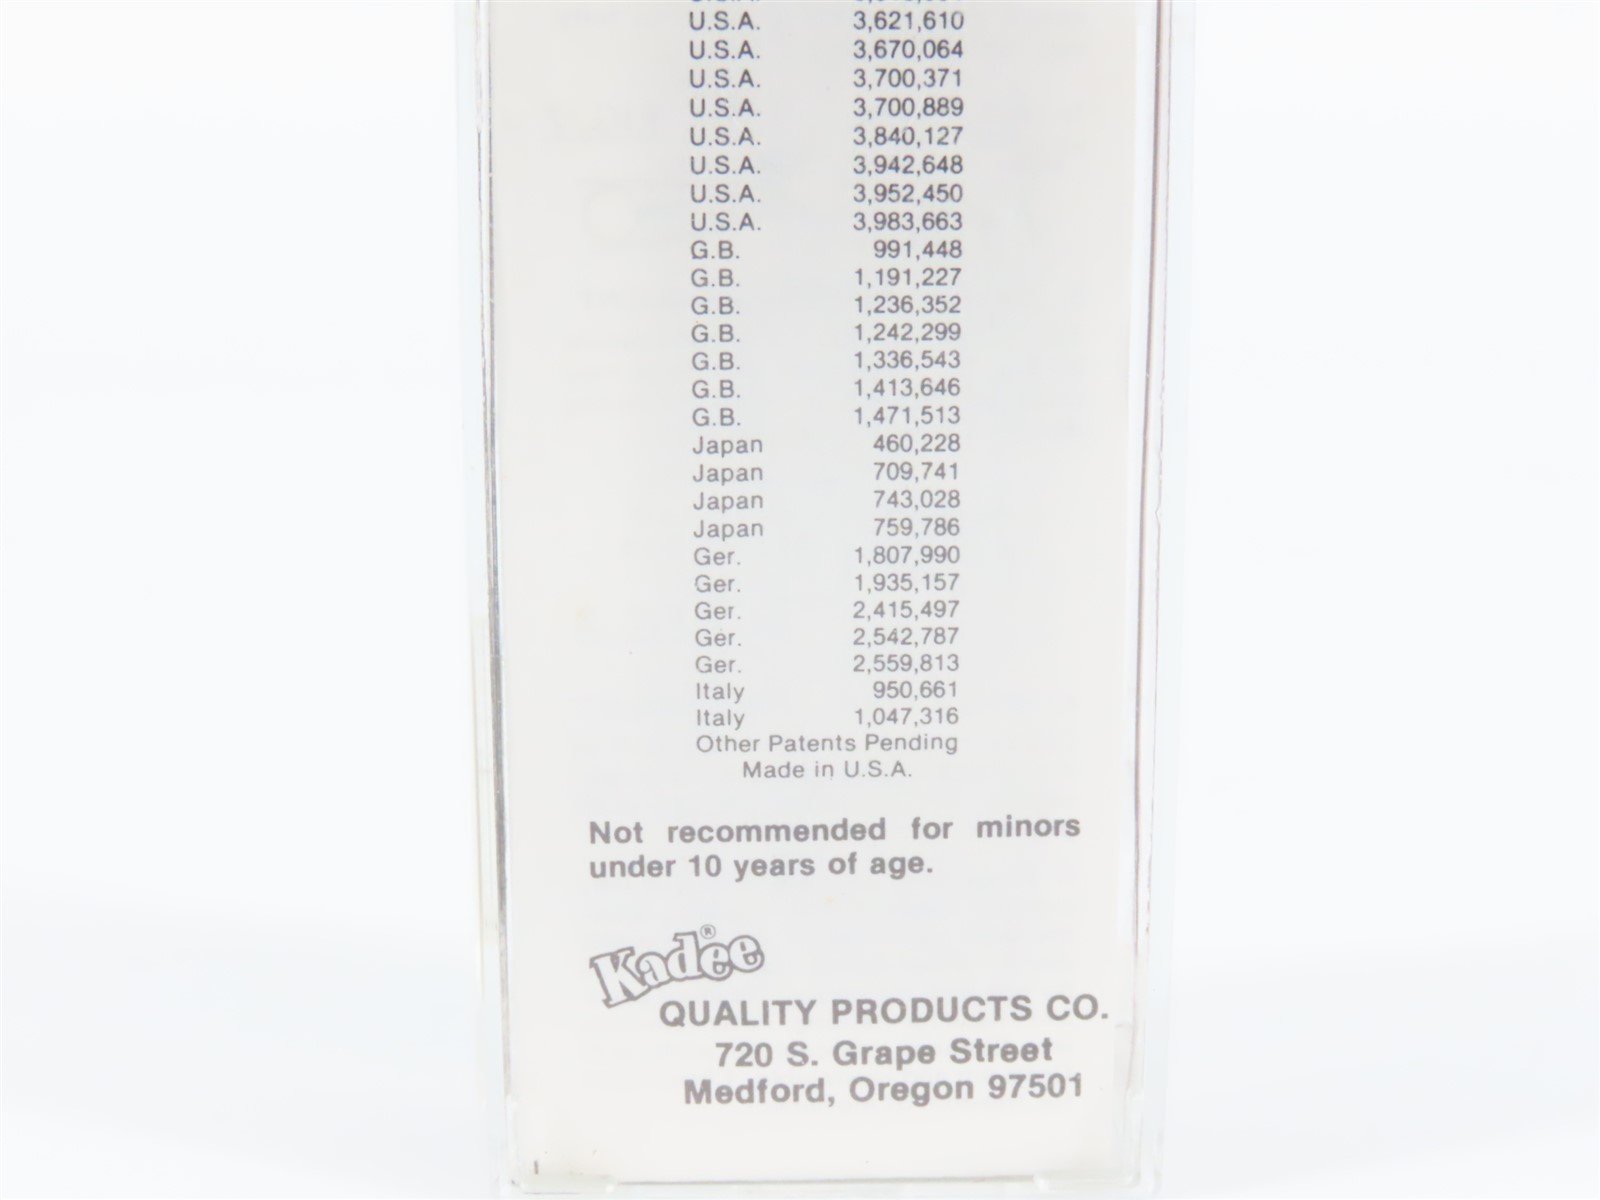 U.S.A. 3,621,610
U.S.A. 3,670,064
U.S.A. 3,700,371
U.S.A. 3,700,889
U.S.A. 3,840,127
U.S.A. 3,942,648
U.S.A. 3,952,450
U.S.A. 3,983,663
G.B. 991,448
G.B. 1,191,227
G.B. 1,236,352
G.B. 1,242,299
G.B. 1,336,543
G.B. 1,413,646
G.B. 1,471,513
Japan 460,228
Japan 709,741
Japan 743,028
Japan 759,786
Ger. 1,807,990
Ger. 1,935,157
Ger. 2,415,497
Ger. 2,542,787
Ger. 2,559,813
Italy 950,661
Italy 1,047,316
Other Patents Pending
Made in U.S.A.
Not recommended for minors
under 10 years of age.
Kadee®
QUALITY PRODUCTS CO.
720 S. Grape Street
Medford, Oregon 97501